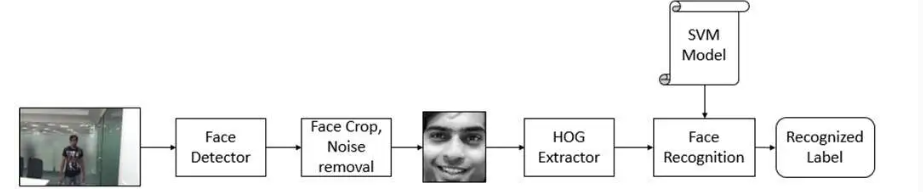 SVM
Model
Face
Detector
Face Crop,
Noise
removal
HOG
Extractor
Face
Recognition
Recognized
Label